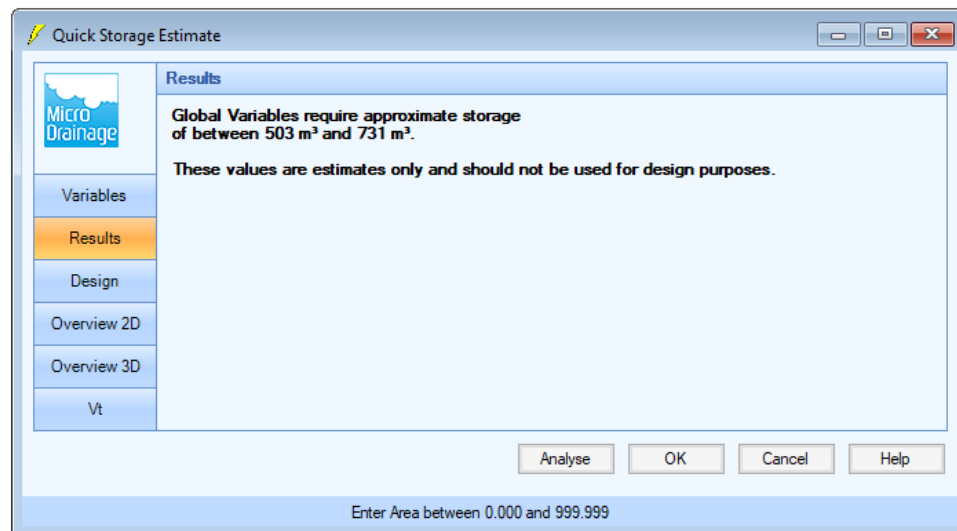 Quick Storage Estimate
Micro
Drainage
Variables
Results
Design
Overview 2D
Overview 3D
Vt
Results
Global Variables require approximate storage
of between 503 m³ and 731 m³.
These values are estimates only and should not be used for design purposes.
Analyse
OK
Cancel
Help
Enter Area between 0.000 and 999.999